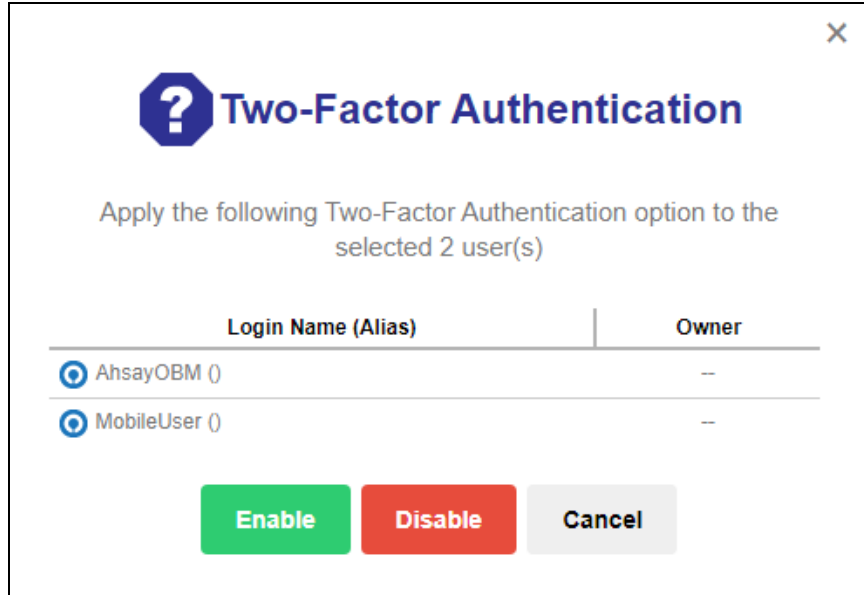 Two-Factor Authentication
Apply the following Two-Factor Authentication option to the
selected 2 user(s)
Login Name (Alias) Owner
AhsayOBM () --
MobileUser () --
Enable Disable Cancel